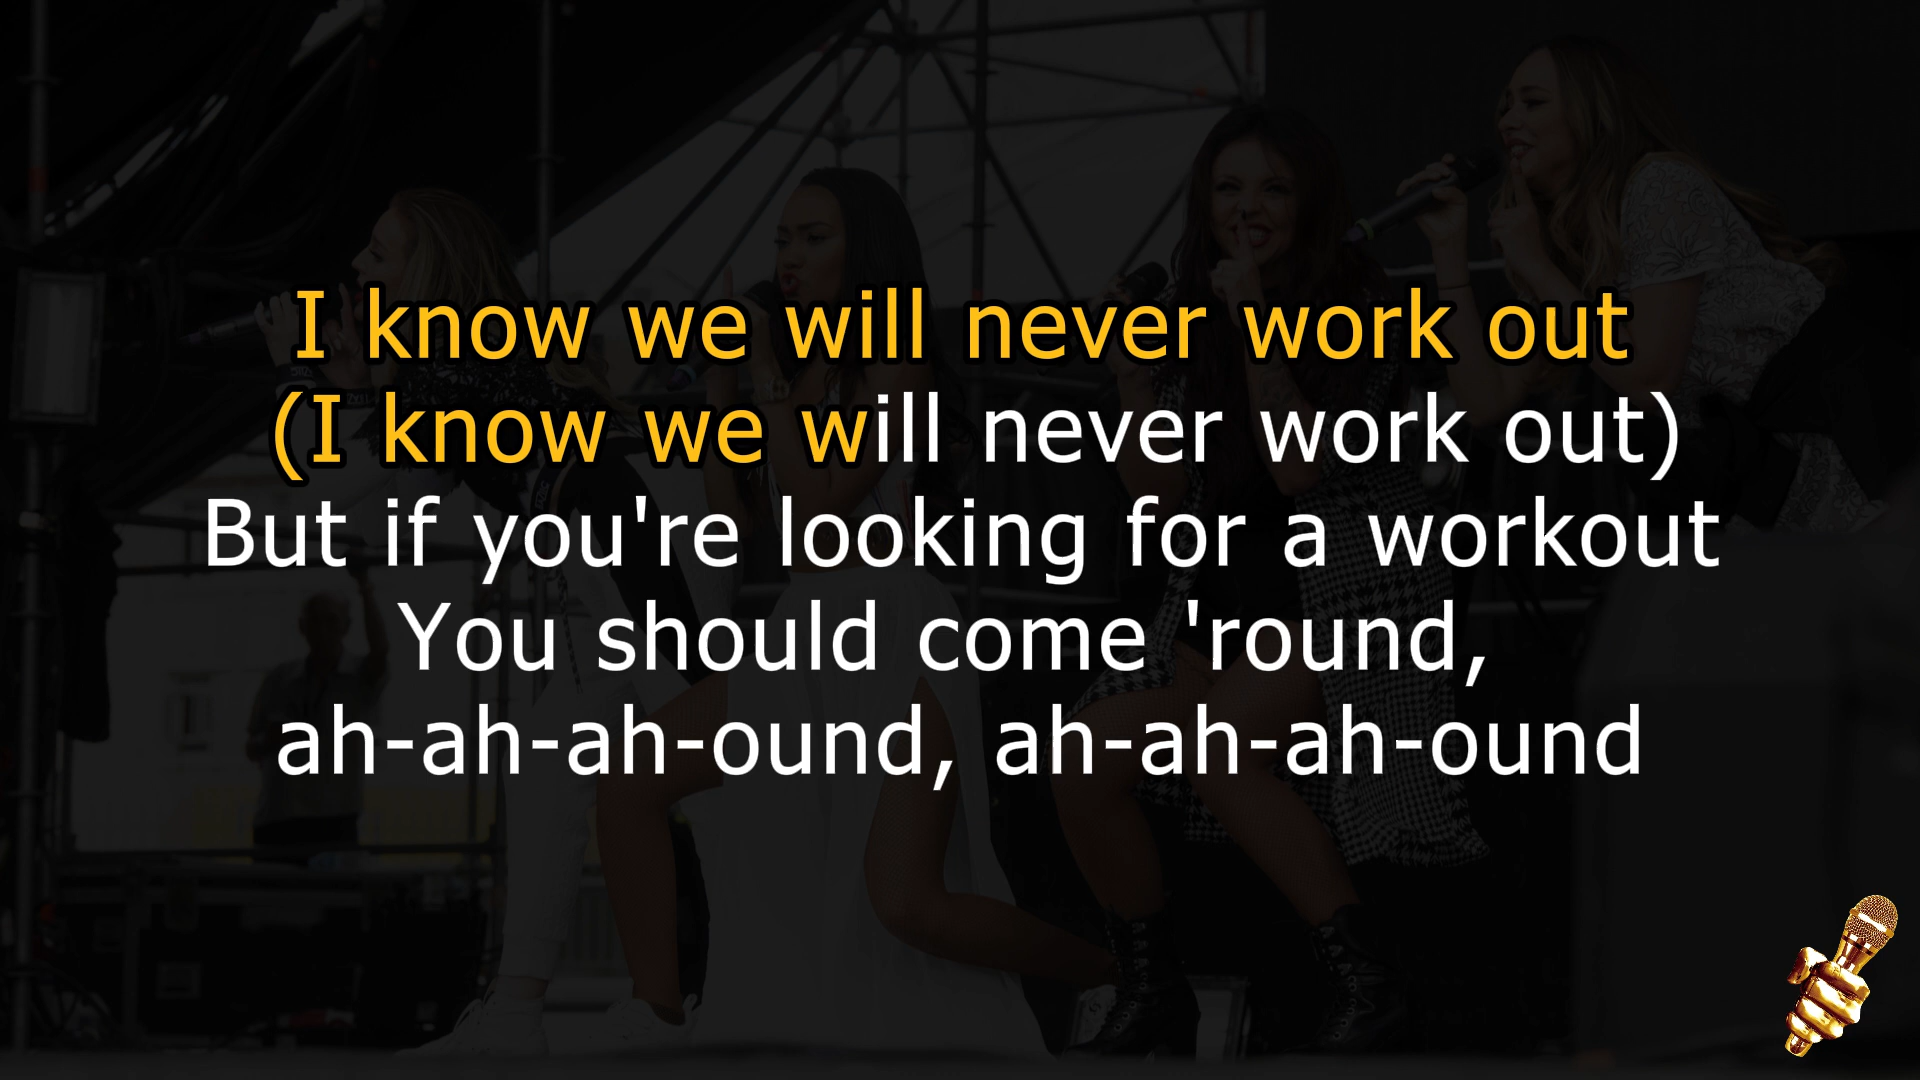 I know we will never work out
(I know we will never work out)
But if you're looking for a workout
You should come 'round,
ah-ah-ah-ound, ah-ah-ah-ound